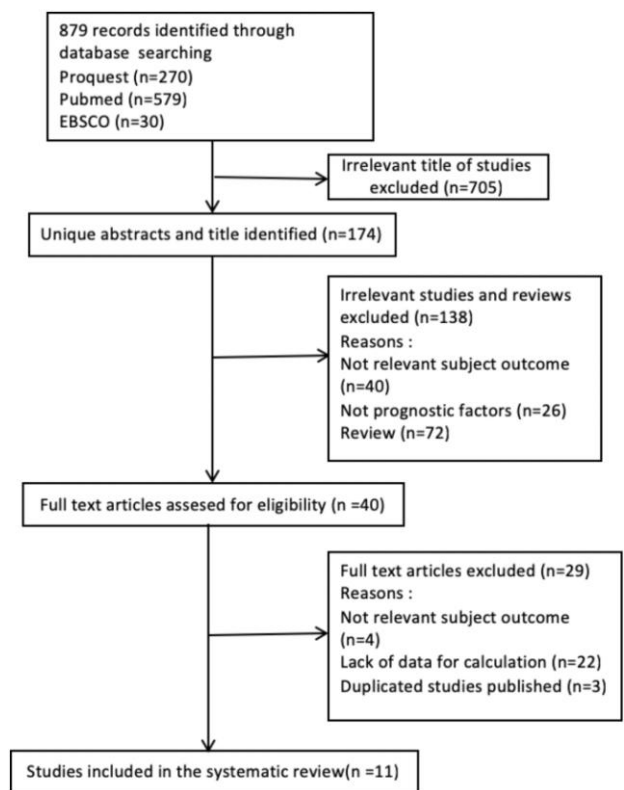 879 records identified through
database searching
Proquest (n=270)
Pubmed (n=579)
EBSCO (n=30)
Irrelevant title of studies
excluded (n=705)
Unique abstracts and title identified (n=174)
Irrelevant studies and reviews
excluded (n=138)
Reasons :
Not relevant subject outcome
(n=40)
Not prognostic factors (n=26)
Review (n=72)
Full text articles assesed for eligibility (n =40)
Full text articles excluded (n=29)
Reasons :
Not relevant subject outcome
(n=4)
Lack of data for calculation (n=22)
Duplicated studies published (n=3)
Studies included in the systematic review(n =11)